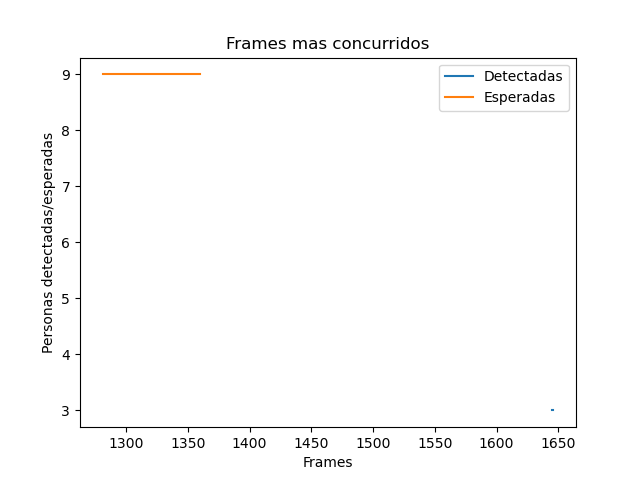 Frames mas concurridos
Personas detectadas/esperadas
9
8
7
6
5
4
3
Detectadas
Esperadas
1300 1350 1400 1450 1500 1550 1600 1650
Frames